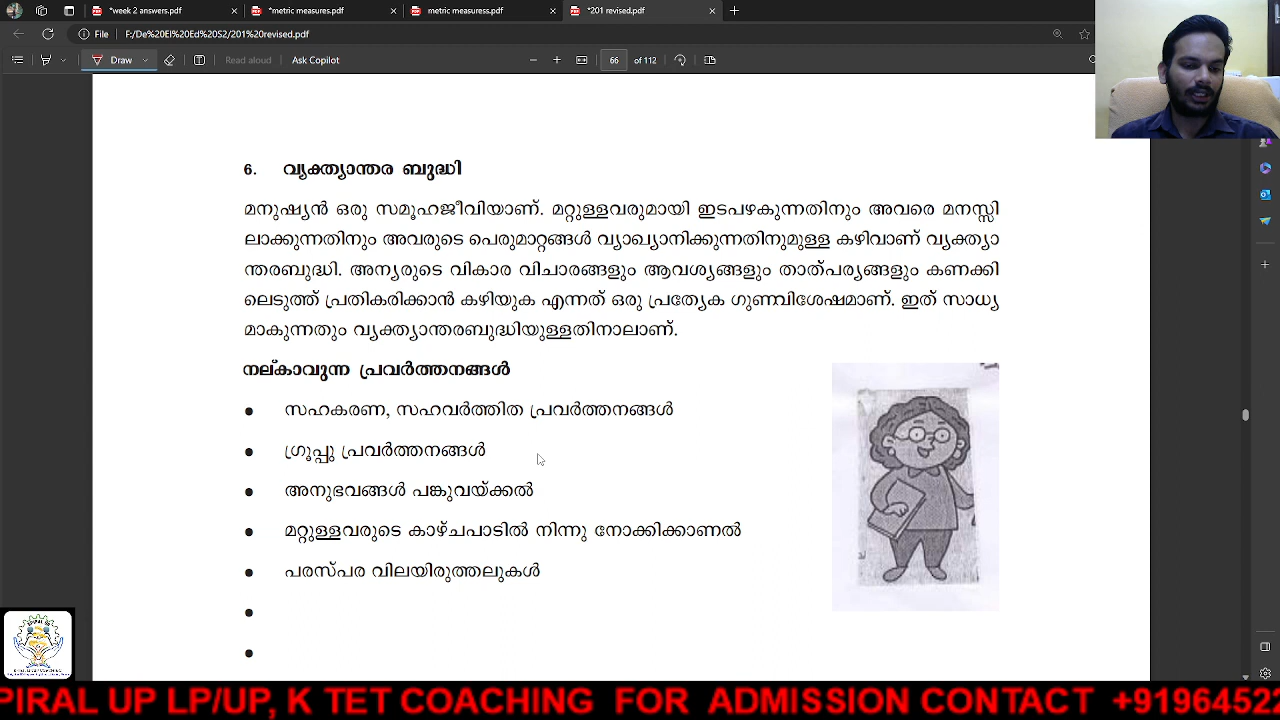 *week 2 answers.pdf
*metric measures.pdf
metric measuress.pdf
*201 revised.pdf
File
F:/De%20El%20Ed%20S2/201%20revised.pdf
Draw
Read aloud
Ask Copilot
66
of 112
6. വ്യക്ത്യാന്തര ബുദ്ധി
മനുഷ്യൻ ഒരു സമൂഹജീവിയാണ്. മറ്റുള്ളവരുമായി ഇടപഴകുന്നതിനും അവരെ മനസ്സി
ലാക്കുന്നതിനും അവരുടെ പെരുമാറ്റങ്ങൾ വ്യാഖ്യാനിക്കുന്നതിനുമുള്ള കഴിവാണ് വ്യക്ത്യാ
ന്തരബുദ്ധി. അന്യരുടെ വികാര വിചാരങ്ങളും ആവശ്യങ്ങളും താത്പര്യങ്ങളും കണക്കി
ലെടുത്ത് പ്രതികരിക്കാൻ കഴിയുക എന്നത് ഒരു പ്രത്യേക ഗുണവിശേഷമാണ്. ഇത് സാധ്യ
മാകുന്നതും വ്യക്ത്യാന്തരബുദ്ധിയുള്ളതിനാലാണ്.
നല്കാവുന്ന പ്രവർത്തനങ്ങൾ
• സഹകരണ, സഹവർത്തിത പ്രവർത്തനങ്ങൾ
• ഗ്രൂപ്പു പ്രവർത്തനങ്ങൾ
• അനുഭവങ്ങൾ പങ്കുവയ്ക്കൽ
• മറ്റുള്ളവരുടെ കാഴ്ചപാടിൽ നിന്നു നോക്കിക്കാണൽ
• പരസ്പര വിലയിരുത്തലുകൾ
•
•
PIRAL UP LP/UP, K TET COACHING FOR ADMISSION CONTACT +91964522